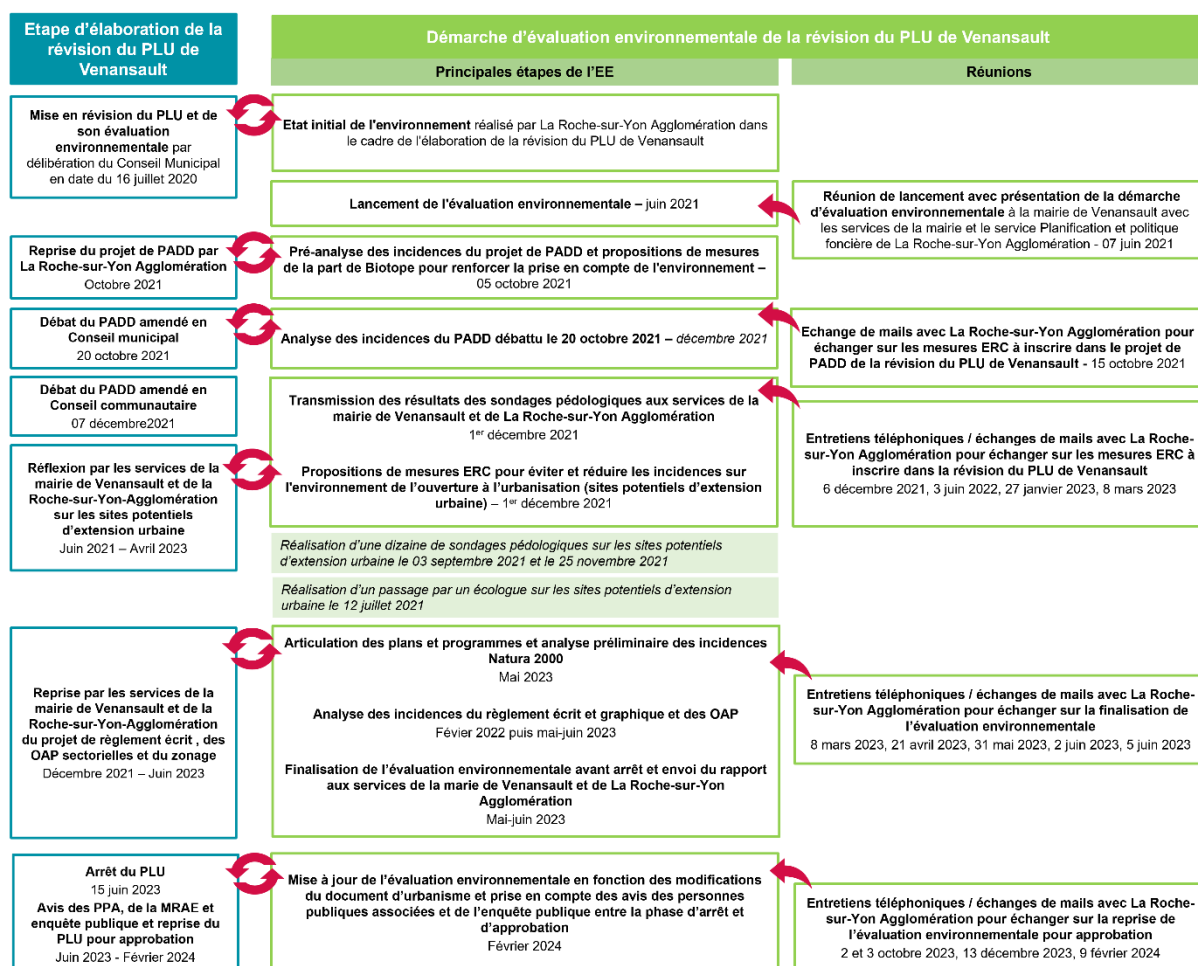 Etape d'élaboration de la
révision du PLU de
Venansault
Démarche d'évaluation environnementale de la révision du PLU de Venansault
Principales étapes de l'EE
Réunions
Mise en révision du PLU et de
son évaluation
environnementale par
délibération du Conseil Municipal
en date du 16 juillet 2020
Etat initial de l'environnement réalisé par La Roche-sur-Yon Agglomération dans
le cadre de l'élaboration de la révision du PLU de Venansault
Lancement de l'évaluation environnementale – juin 2021
Réunion de lancement avec présentation de la démarche
d'évaluation environnementale à la mairie de Venansault avec
les services de la mairie et le service Planification et politique
foncière de La Roche-sur-Yon Agglomération - 07 juin 2021
Reprise du projet de PADD par
La Roche-sur-Yon Agglomération
Octobre 2021
Pré-analyse des incidences du projet de PADD et propositions de mesures
de la part de Biotope pour renforcer la prise en compte de l'environnement –
05 octobre 2021
Débat du PADD amendé en
Conseil municipal
20 octobre 2021
Analyse des incidences du PADD débattu le 20 octobre 2021 – décembre 2021
Echange de mails avec La Roche-sur-Yon Agglomération pour
échanger sur les mesures ERC à inscrire dans le projet de
PADD de la révision du PLU de Venansault - 15 octobre 2021
Débat du PADD amendé en
Conseil communautaire
07 décembre2021
Transmission des résultats des sondages pédologiques aux services de la
mairie de Venansault et de La Roche-sur-Yon Agglomération
1er décembre 2021
Propositions de mesures ERC pour éviter et réduire les incidences sur
l'environnement de l'ouverture à l'urbanisation (sites potentiels d'extension
urbaine) – 1er décembre 2021
Entretiens téléphoniques / échanges de mails avec La Roche-
sur-Yon Agglomération pour échanger sur les mesures ERC à
inscrire dans la révision du PLU de Venansault
6 décembre 2021, 3 juin 2022, 27 janvier 2023, 8 mars 2023
Réflexion par les services de la
mairie de Venansault et de la
Roche-sur-Yon-Agglomération
sur les sites potentiels
d'extension urbaine
Juin 2021 – Avril 2023
Réalisation d'une dizaine de sondages pédologiques sur les sites potentiels
d'extension urbaine le 03 septembre 2021 et le 25 novembre 2021
Réalisation d'un passage par un écologue sur les sites potentiels d'extension
urbaine le 12 juillet 2021
Reprise par les services de la
mairie de Venansault et de la
Roche-sur-Yon-Agglomération
du projet de règlement écrit , des
OAP sectorielles et du zonage
Décembre 2021 – Juin 2023
Articulation des plans et programmes et analyse préliminaire des incidences
Natura 2000
Mai 2023
Analyse des incidences du règlement écrit et graphique et des OAP
Févier 2022 puis mai-juin 2023
Finalisation de l'évaluation environnementale avant arrêt et envoi du rapport
aux services de la marie de Venansault et de La Roche-sur-Yon
Agglomération
Mai-juin 2023
Entretiens téléphoniques / échanges de mails avec La Roche-
sur-Yon Agglomération pour échanger sur la finalisation de
l'évaluation environnementale
8 mars 2023, 21 avril 2023, 31 mai 2023, 2 juin 2023, 5 juin 2023
Arrêt du PLU
15 juin 2023
Avis des PPA, de la MRAE et
enquête publique et reprise du
PLU pour approbation
Juin 2023 - Février 2024
Mise à jour de l'évaluation environnementale en fonction des modifications
du document d'urbanisme et prise en compte des avis des personnes
publiques associées et de l'enquête publique entre la phase d'arrêt et
d'approbation
Février 2024
Entretiens téléphoniques / échanges de mails avec La Roche-
sur-Yon Agglomération pour échanger sur la reprise de
l'évaluation environnementale pour approbation
2 et 3 octobre 2023, 13 décembre 2023, 9 février 2024